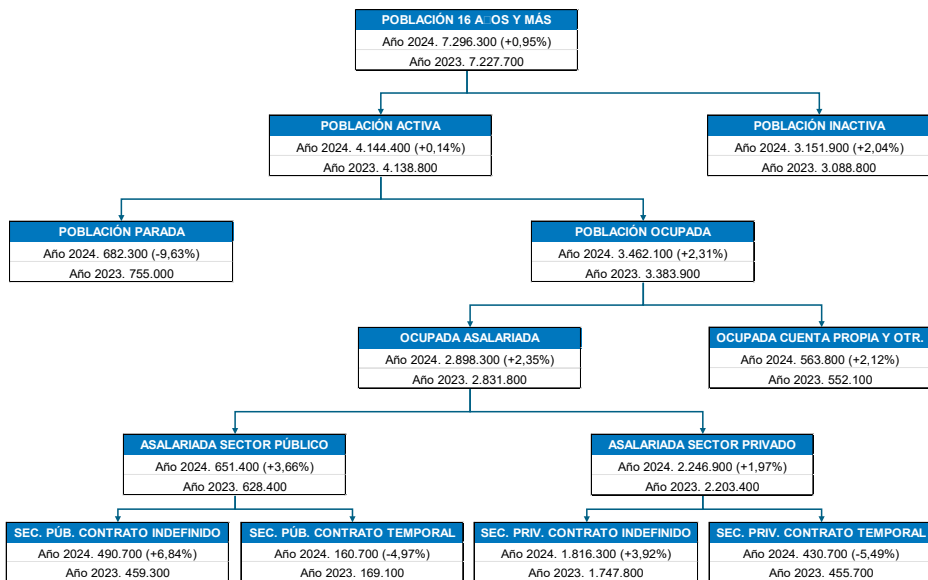 POBLACIÓN 16 A□OS Y MÁS
Año 2024. 7.296.300 (+0,95%)
Año 2023. 7.227.700
POBLACIÓN ACTIVA
Año 2024. 4.144.400 (+0,14%)
Año 2023. 4.138.800
POBLACIÓN INACTIVA
Año 2024. 3.151.900 (+2,04%)
Año 2023. 3.088.800
POBLACIÓN PARADA
Año 2024. 682.300 (-9,63%)
Año 2023. 755.000
POBLACIÓN OCUPADA
Año 2024. 3.462.100 (+2,31%)
Año 2023. 3.383.900
OCUPADA ASALARIADA
Año 2024. 2.898.300 (+2,35%)
Año 2023. 2.831.800
OCUPADA CUENTA PROPIA Y OTR.
Año 2024. 563.800 (+2,12%)
Año 2023. 552.100
ASALARIADA SECTOR PÚBLICO
Año 2024. 651.400 (+3,66%)
Año 2023. 628.400
ASALARIADA SECTOR PRIVADO
Año 2024. 2.246.900 (+1,97%)
Año 2023. 2.203.400
SEC. PÚB. CONTRATO INDEFINIDO
Año 2024. 490.700 (+6,84%)
Año 2023. 459.300
SEC. PÚB. CONTRATO TEMPORAL
Año 2024. 160.700 (-4,97%)
Año 2023. 169.100
SEC. PRIV. CONTRATO INDEFINIDO
Año 2024. 1.816.300 (+3,92%)
Año 2023. 1.747.800
SEC. PRIV. CONTRATO TEMPORAL
Año 2024. 430.700 (-5,49%)
Año 2023. 455.700